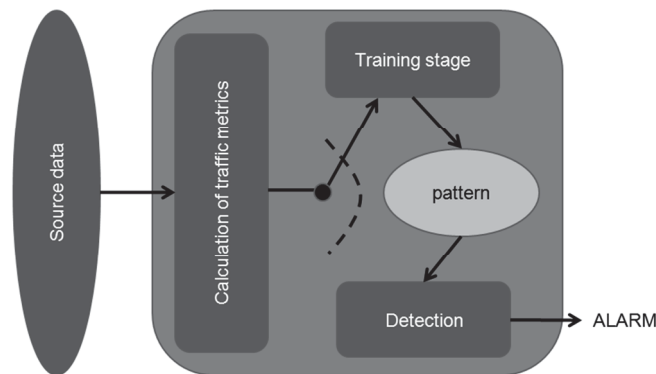 Source data
Calculation of traffic metrics
Training stage
pattern
Detection
ALARM